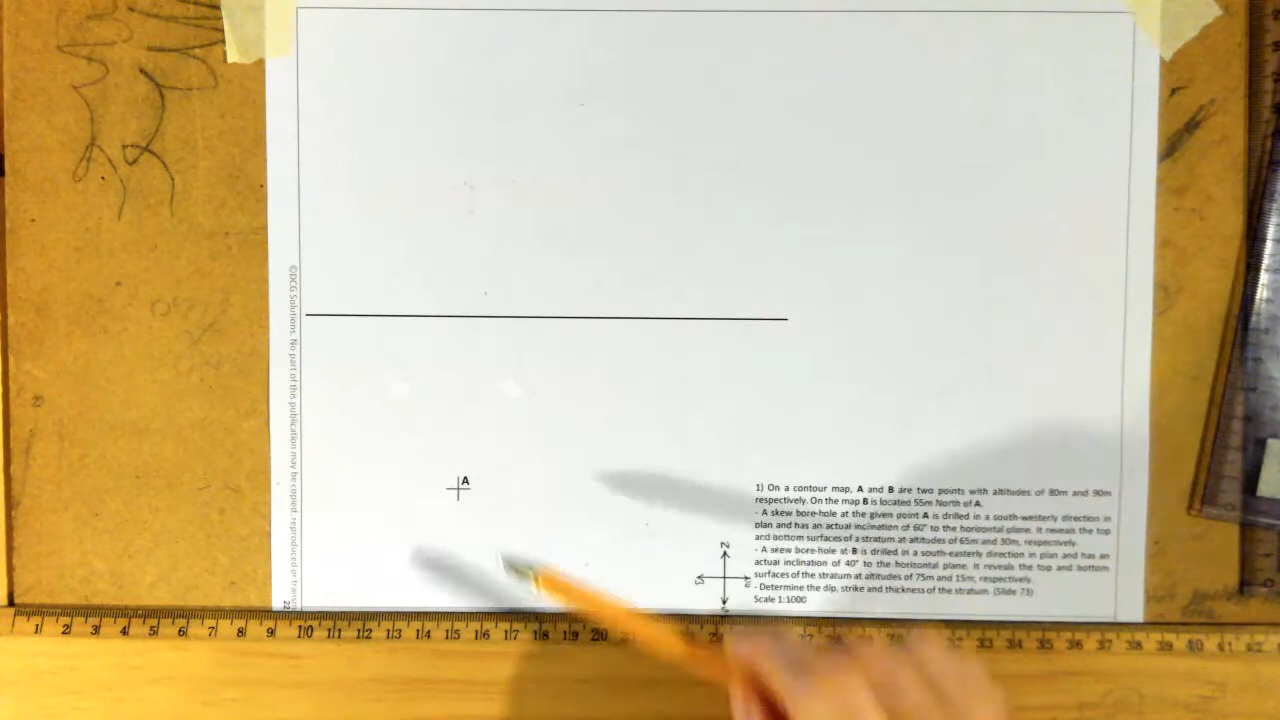 ©DCG Solutions. No part of this publication may be copied, reproduced or transm
22
A
1) On a contour map, A and B are two points with altitudes of 80m and 90m
respectively. On the map B is located 55m North of A.
- A skew bore-hole at the given point A is drilled in a south-westerly direction in
plan and has an actual inclination of 60° to the horizontal plane. It reveals the top
and bottom surfaces of a stratum at altitudes of 65m and 30m, respectively.
- A skew bore-hole at B is drilled in a south-easterly direction in plan and has an
actual inclination of 40° to the horizontal plane. It reveals the top and bottom
surfaces of the stratum at altitudes of 75m and 15m, respectively.
- Determine the dip, strike and thickness of the stratum. (Slide 73)
Scale 1:1000
N
E
S
1 2 3 4 5 6 7 8 9 10 11 12 13 14 15 16 17 18 19 20 33 34 35 36 37 38 39 40 41 42